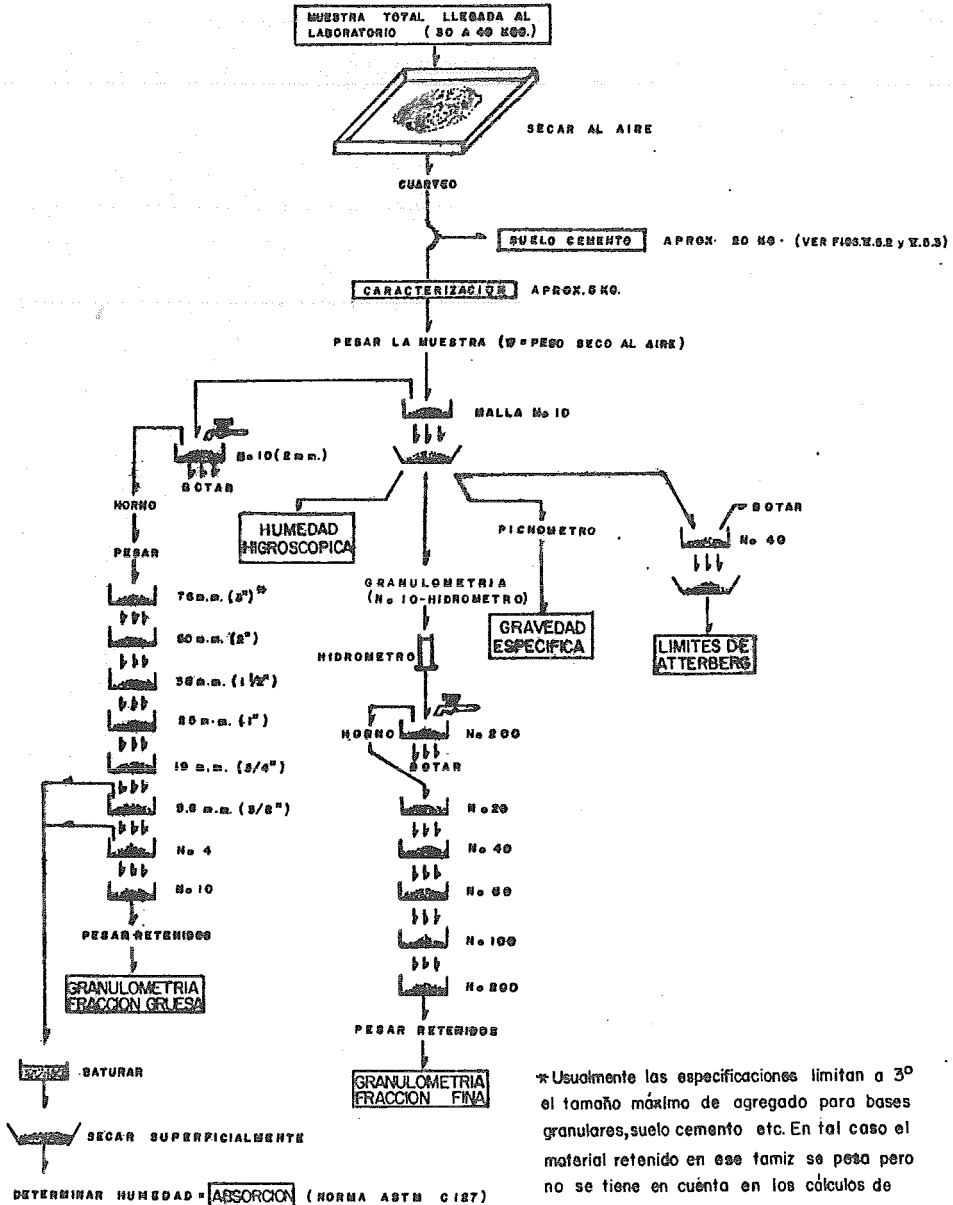 MUESTRA TOTAL LLEGADA AL
LABORATORIO ( 30 A 40 KGO.)
SECAR AL AIRE
CUARTEO
SUELO CEMENTO APROX. 20 KG. (VER FIGS.V.5.2 y V.5.3)
CARACTERIZACION APROX. 5 KG.
PESAR LA MUESTRA (W=PESO SECO AL AIRE)
MALLA No 10
No 10 (2 m m.)
BOTAR
HORNO
PESAR
HUMEDAD
HIGROSCOPICA
PICNOMETRO
BOTAR
No 40
GRANULOMETRIA
(No 10-HIDROMETRO)
GRAVEDAD
ESPECIFICA
LIMITES DE
ATTERBERG
HIDROMETRO
HORNO
No 200
BOTAR
76 m.m. (3")*
50 m.m. (2")
38 m.m. (1 1/2")
25 m.m. (1")
19 m.m. (3/4")
9.5 m.m. (3/8")
No 4
No 10
PESAR RETENIDOS
GRANULOMETRIA
FRACCION GRUESA
No 20
No 40
No 60
No 100
No 200
PESAR RETENIDOS
GRANULOMETRIA
FRACCION FINA
SATURAR
SECAR SUPERFICIALMENTE
DETERMINAR HUMEDAD = ABSORCION ( NORMA ASTM C 127)
* Usualmente las especificaciones limitan a 3º
el tamaño máximo de agregado para bases
granulares, suelo cemento etc. En tal caso el
material retenido en ese tamiz se pesa pero
no se tiene en cuénta en los cálculos de